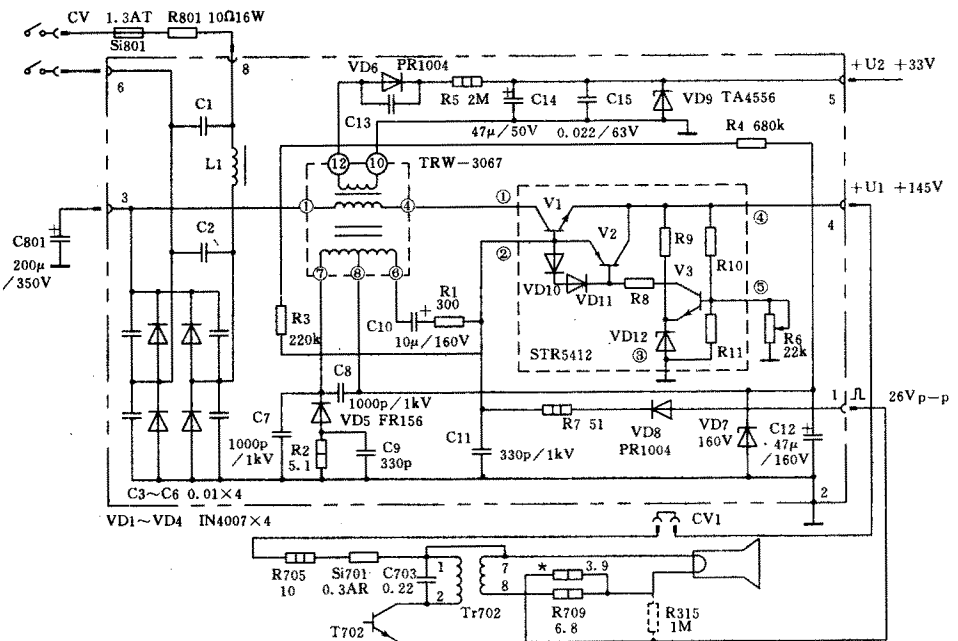 CV 1.3AT R801 10Ω16W
Si801
8
6
VD6 PR1004
R5 2M
C14
C15
VD9 TA4556
+U2 +33V
5
C1
C13
47μ/50V
0.022/63V
R4 680k
L1
12
10
TRW-3067
3
①
④
①
V1
④
+U1 +145V
4
C801
200μ
/350V
C2
②
V2
R9
V3
R10
⑦
⑧
⑥
VD10
VD11
R8
⑤
R3
220k
C10
R1
300
10μ/160V
VD12
③
R11
R6
22k
STR5412
C8
1000p/1kV
1
26Vp-p
C7
1000p
/1kV
VD5 FR156
R2
5.1
C9
330p
C11
330p/1kV
R7 51
VD8
PR1004
VD7
160V
C12
47μ
/160V
C3~C6 0.01×4
2
VD1~VD4 IN4007×4
CV1
R705
10
Si701
0.3AR
C703
0.22
1
2
Tr702
7
8
*
3.9
R709
6.8
R315
1M
T702